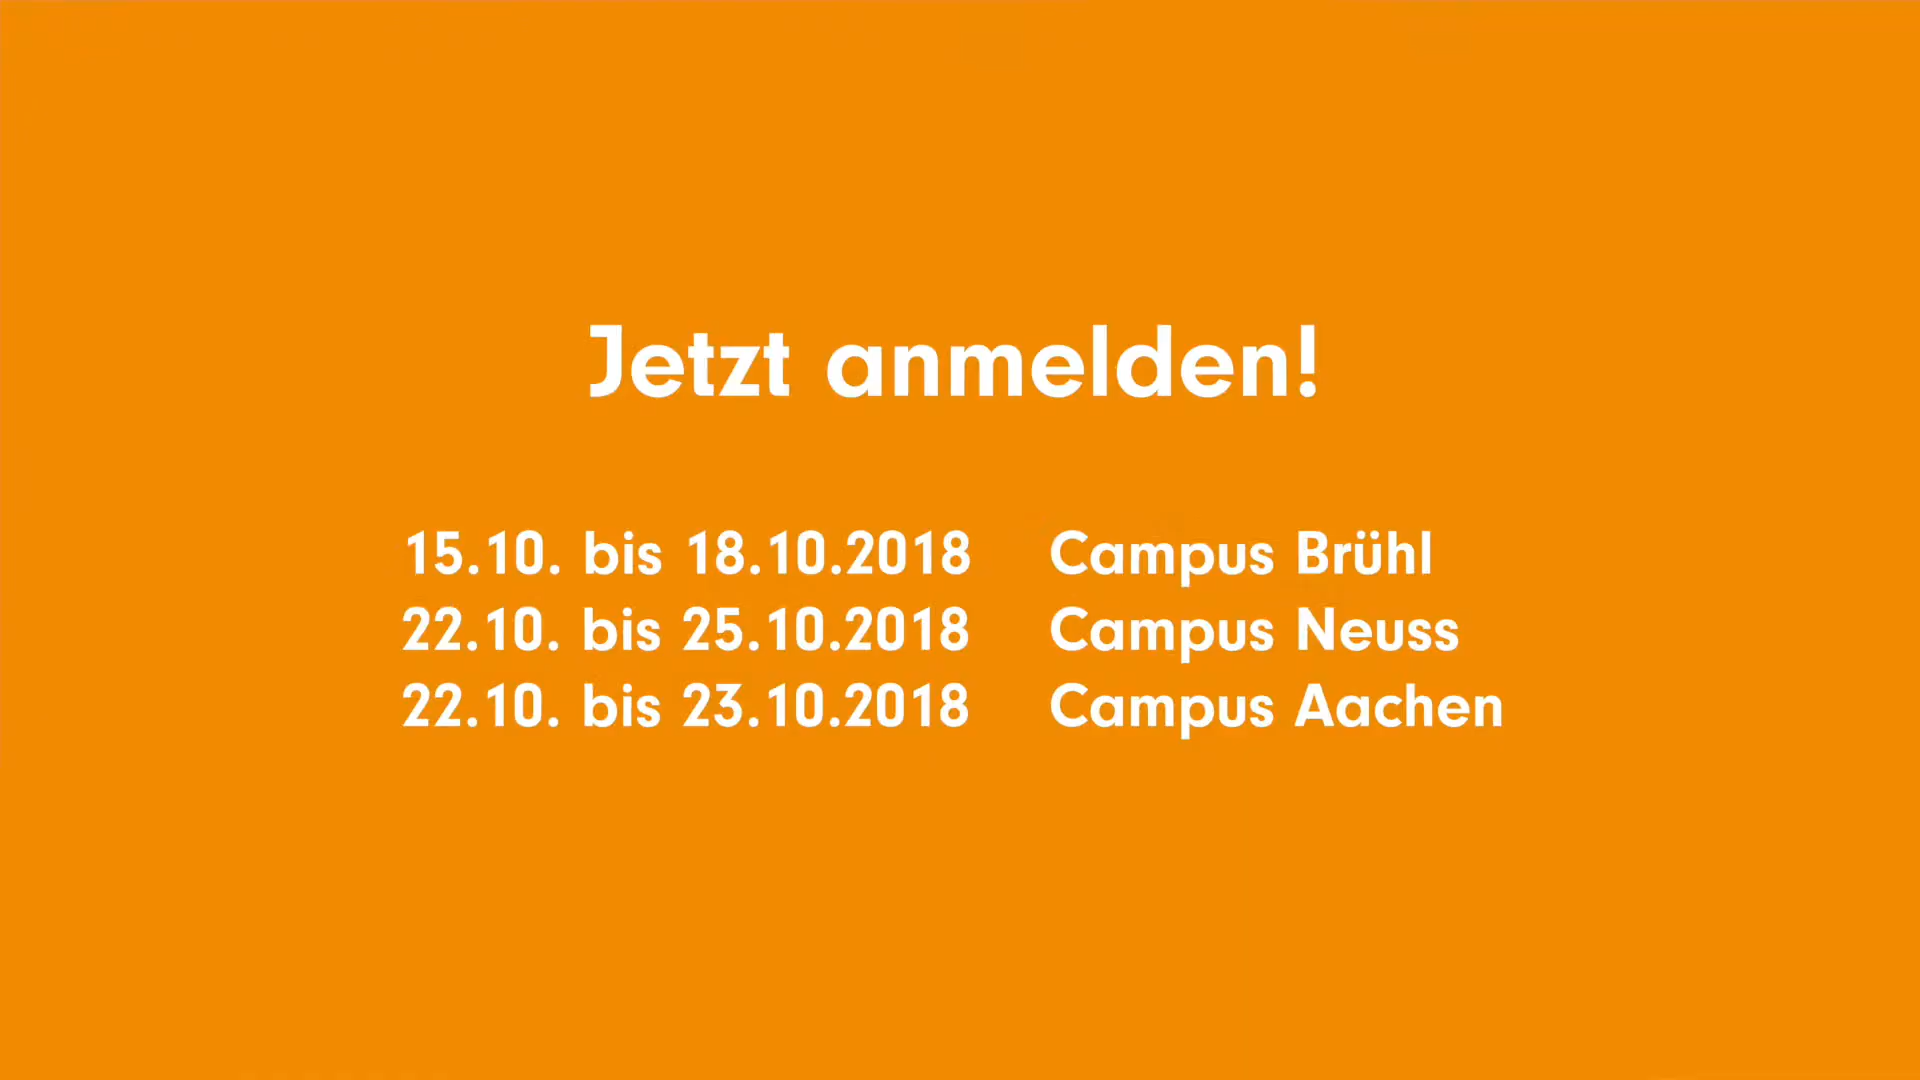 Jetzt anmelden!
15.10. bis 18.10.2018 Campus Brühl
22.10. bis 25.10.2018 Campus Neuss
22.10. bis 23.10.2018 Campus Aachen